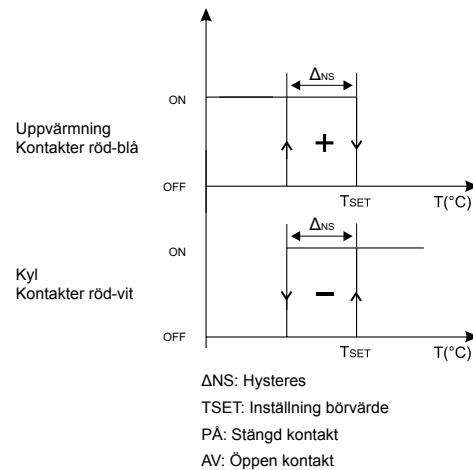 ΔNS
ON
Uppvärmning
Kontakter röd-blå
+
OFF
TSET
T(°C)
ΔNS
ON
Kyl
Kontakter röd-vit
−
OFF
TSET
T(°C)
ΔNS: Hysteres
TSET: Inställning börvärde
PÅ: Stängd kontakt
AV: Öppen kontakt